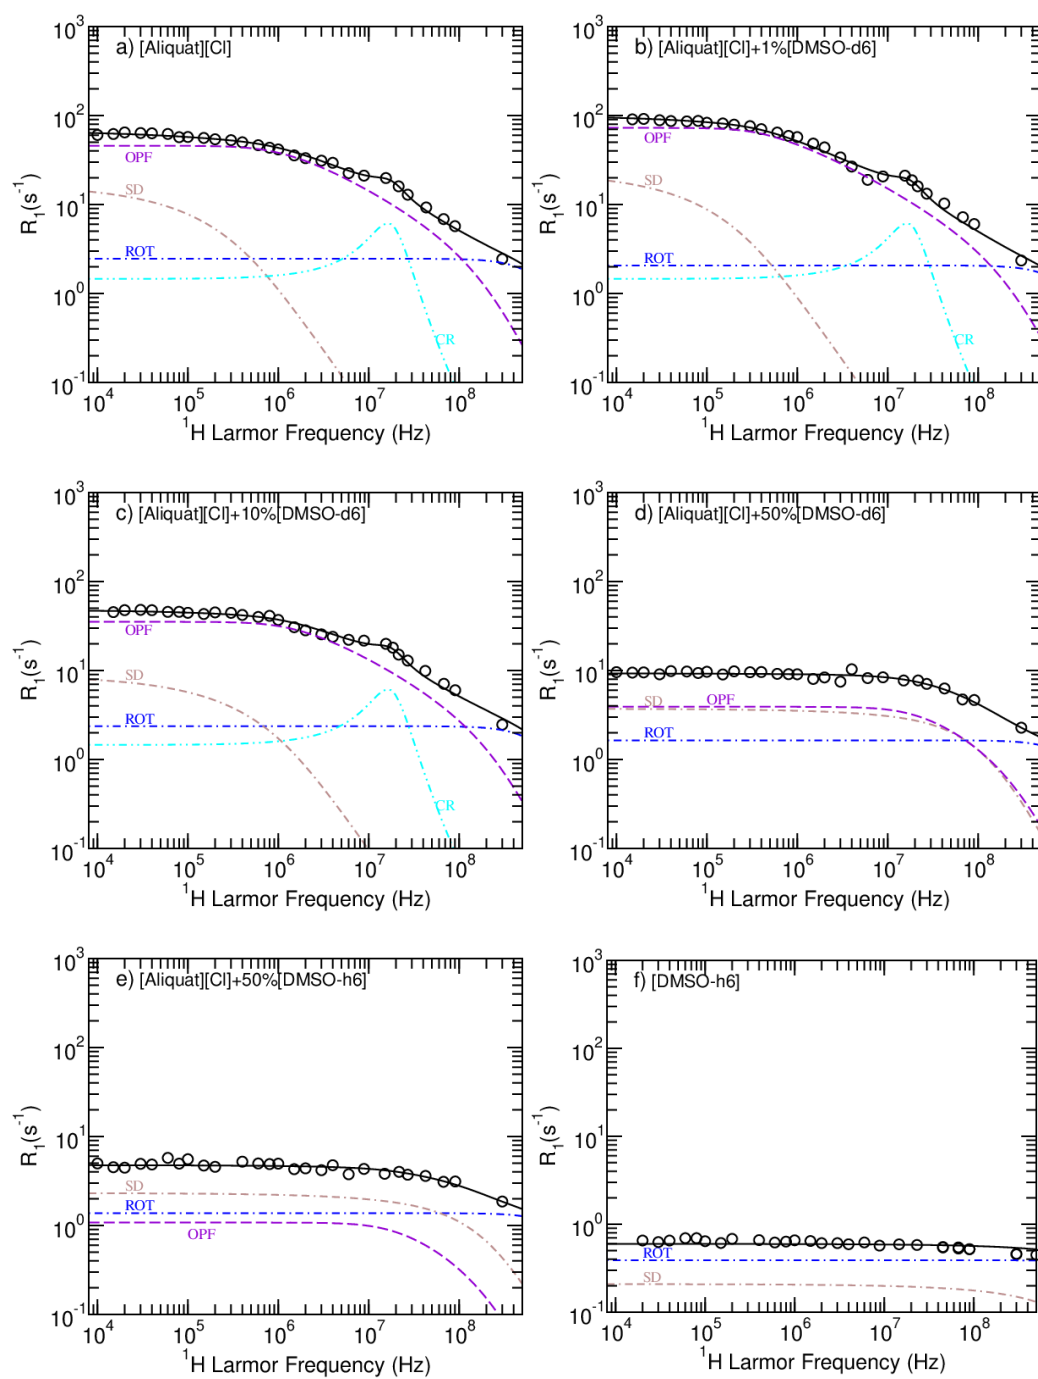 a) [Aliquat][Cl]
10³
10²
10¹
10⁰
10⁻¹
R₁(s⁻¹)
OPF
SD
ROT
CR
10⁴ 10⁵ 10⁶ 10⁷ 10⁸
¹H Larmor Frequency (Hz)
b) [Aliquat][Cl]+1%[DMSO-d6]
10³
10²
10¹
10⁰
10⁻¹
R₁(s⁻¹)
OPF
SD
ROT
CR
10⁴ 10⁵ 10⁶ 10⁷ 10⁸
¹H Larmor Frequency (Hz)
c) [Aliquat][Cl]+10%[DMSO-d6]
10³
10²
10¹
10⁰
10⁻¹
R₁(s⁻¹)
OPF
SD
ROT
CR
10⁴ 10⁵ 10⁶ 10⁷ 10⁸
¹H Larmor Frequency (Hz)
d) [Aliquat][Cl]+50%[DMSO-d6]
10³
10²
10¹
10⁰
10⁻¹
R₁(s⁻¹)
OPF
SD
ROT
10⁴ 10⁵ 10⁶ 10⁷ 10⁸
¹H Larmor Frequency (Hz)
e) [Aliquat][Cl]+50%[DMSO-h6]
10³
10²
10¹
10⁰
10⁻¹
R₁(s⁻¹)
SD
ROT
OPF
10⁴ 10⁵ 10⁶ 10⁷ 10⁸
¹H Larmor Frequency (Hz)
f) [DMSO-h6]
10³
10²
10¹
10⁰
10⁻¹
R₁(s⁻¹)
ROT
SD
10⁴ 10⁵ 10⁶ 10⁷ 10⁸
¹H Larmor Frequency (Hz)